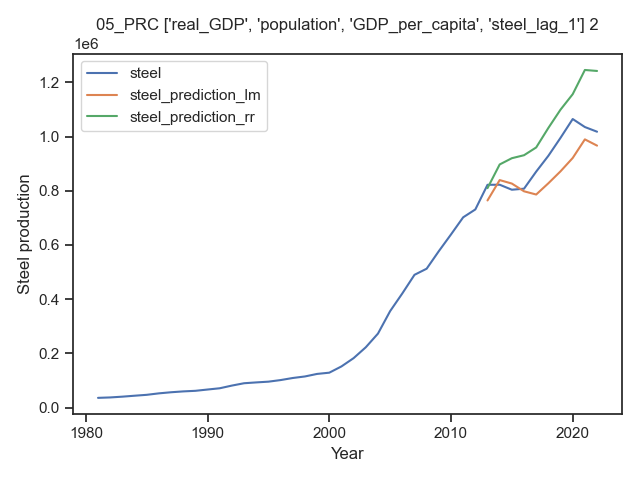 05_PRC ['real_GDP', 'population', 'GDP_per_capita', 'steel_lag_1'] 2
1e6
steel
steel_prediction_lm
steel_prediction_rr
1.2
1.0
0.8
0.6
0.4
0.2
0.0
Steel production
1980 1990 2000 2010 2020
Year